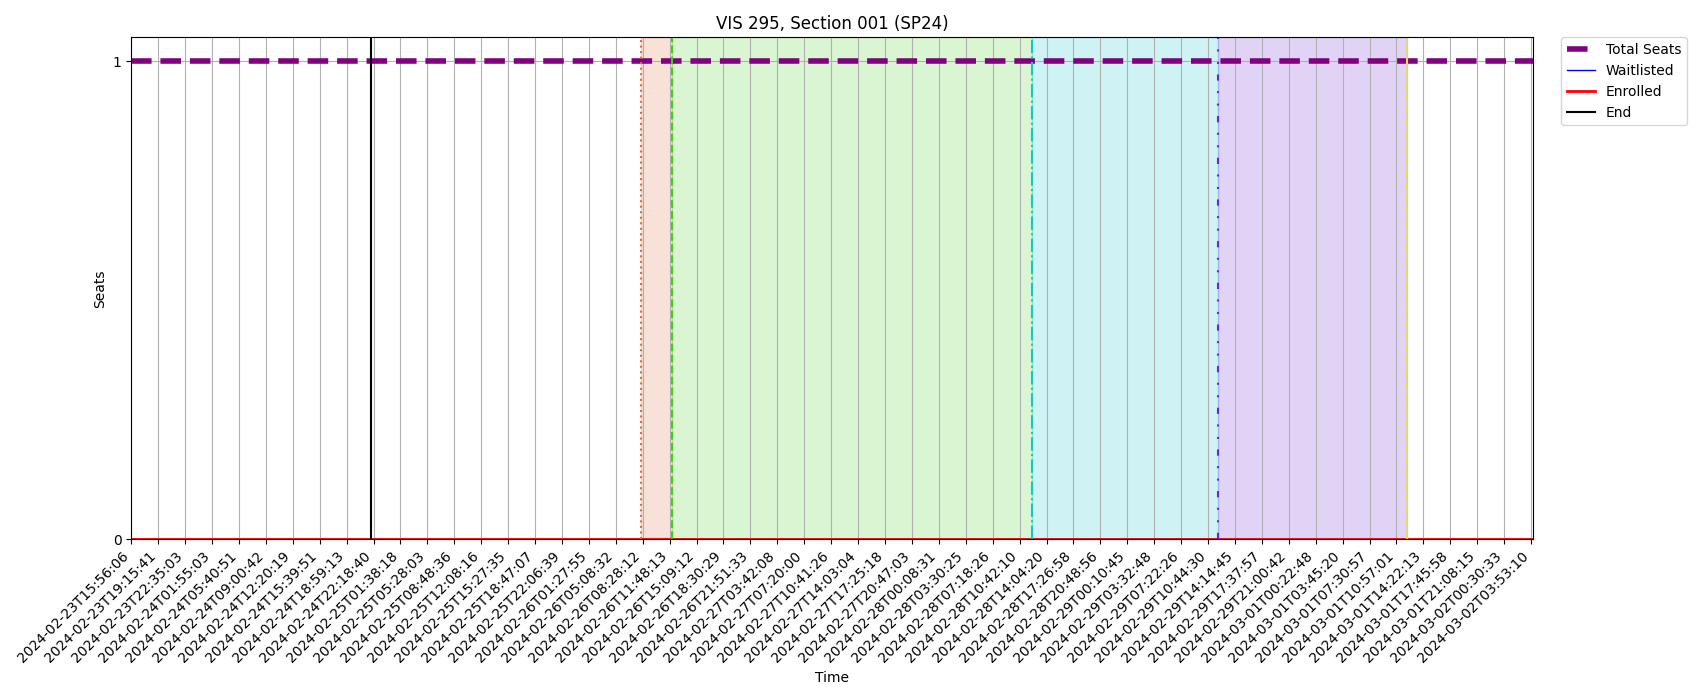 VIS 295, Section 001 (SP24)
Total Seats
Waitlisted
Enrolled
End
1
0
Seats
2024-02-23T15:56:06
2024-02-23T19:15:41
2024-02-23T22:35:03
2024-02-24T01:55:03
2024-02-24T05:40:51
2024-02-24T09:00:42
2024-02-24T12:20:19
2024-02-24T15:39:51
2024-02-24T18:59:13
2024-02-24T22:18:40
2024-02-25T01:38:18
2024-02-25T05:28:03
2024-02-25T08:48:36
2024-02-25T12:08:16
2024-02-25T15:27:35
2024-02-25T18:47:07
2024-02-25T22:06:39
2024-02-26T01:27:55
2024-02-26T05:08:32
2024-02-26T08:28:12
2024-02-26T11:48:13
2024-02-26T15:09:12
2024-02-26T18:30:29
2024-02-26T21:51:33
2024-02-27T03:42:08
2024-02-27T07:20:00
2024-02-27T10:41:26
2024-02-27T14:03:04
2024-02-27T17:25:18
2024-02-27T20:47:03
2024-02-28T00:08:31
2024-02-28T03:30:25
2024-02-28T07:18:26
2024-02-28T10:42:10
2024-02-28T14:04:20
2024-02-28T17:26:58
2024-02-28T20:48:56
2024-02-29T00:10:45
2024-02-29T03:32:48
2024-02-29T07:22:26
2024-02-29T10:44:30
2024-02-29T14:14:45
2024-02-29T17:37:57
2024-02-29T21:00:42
2024-03-01T00:22:48
2024-03-01T03:45:20
2024-03-01T07:30:57
2024-03-01T10:57:01
2024-03-01T14:22:13
2024-03-01T17:45:58
2024-03-01T21:08:15
2024-03-02T00:30:33
2024-03-02T03:53:10
Time